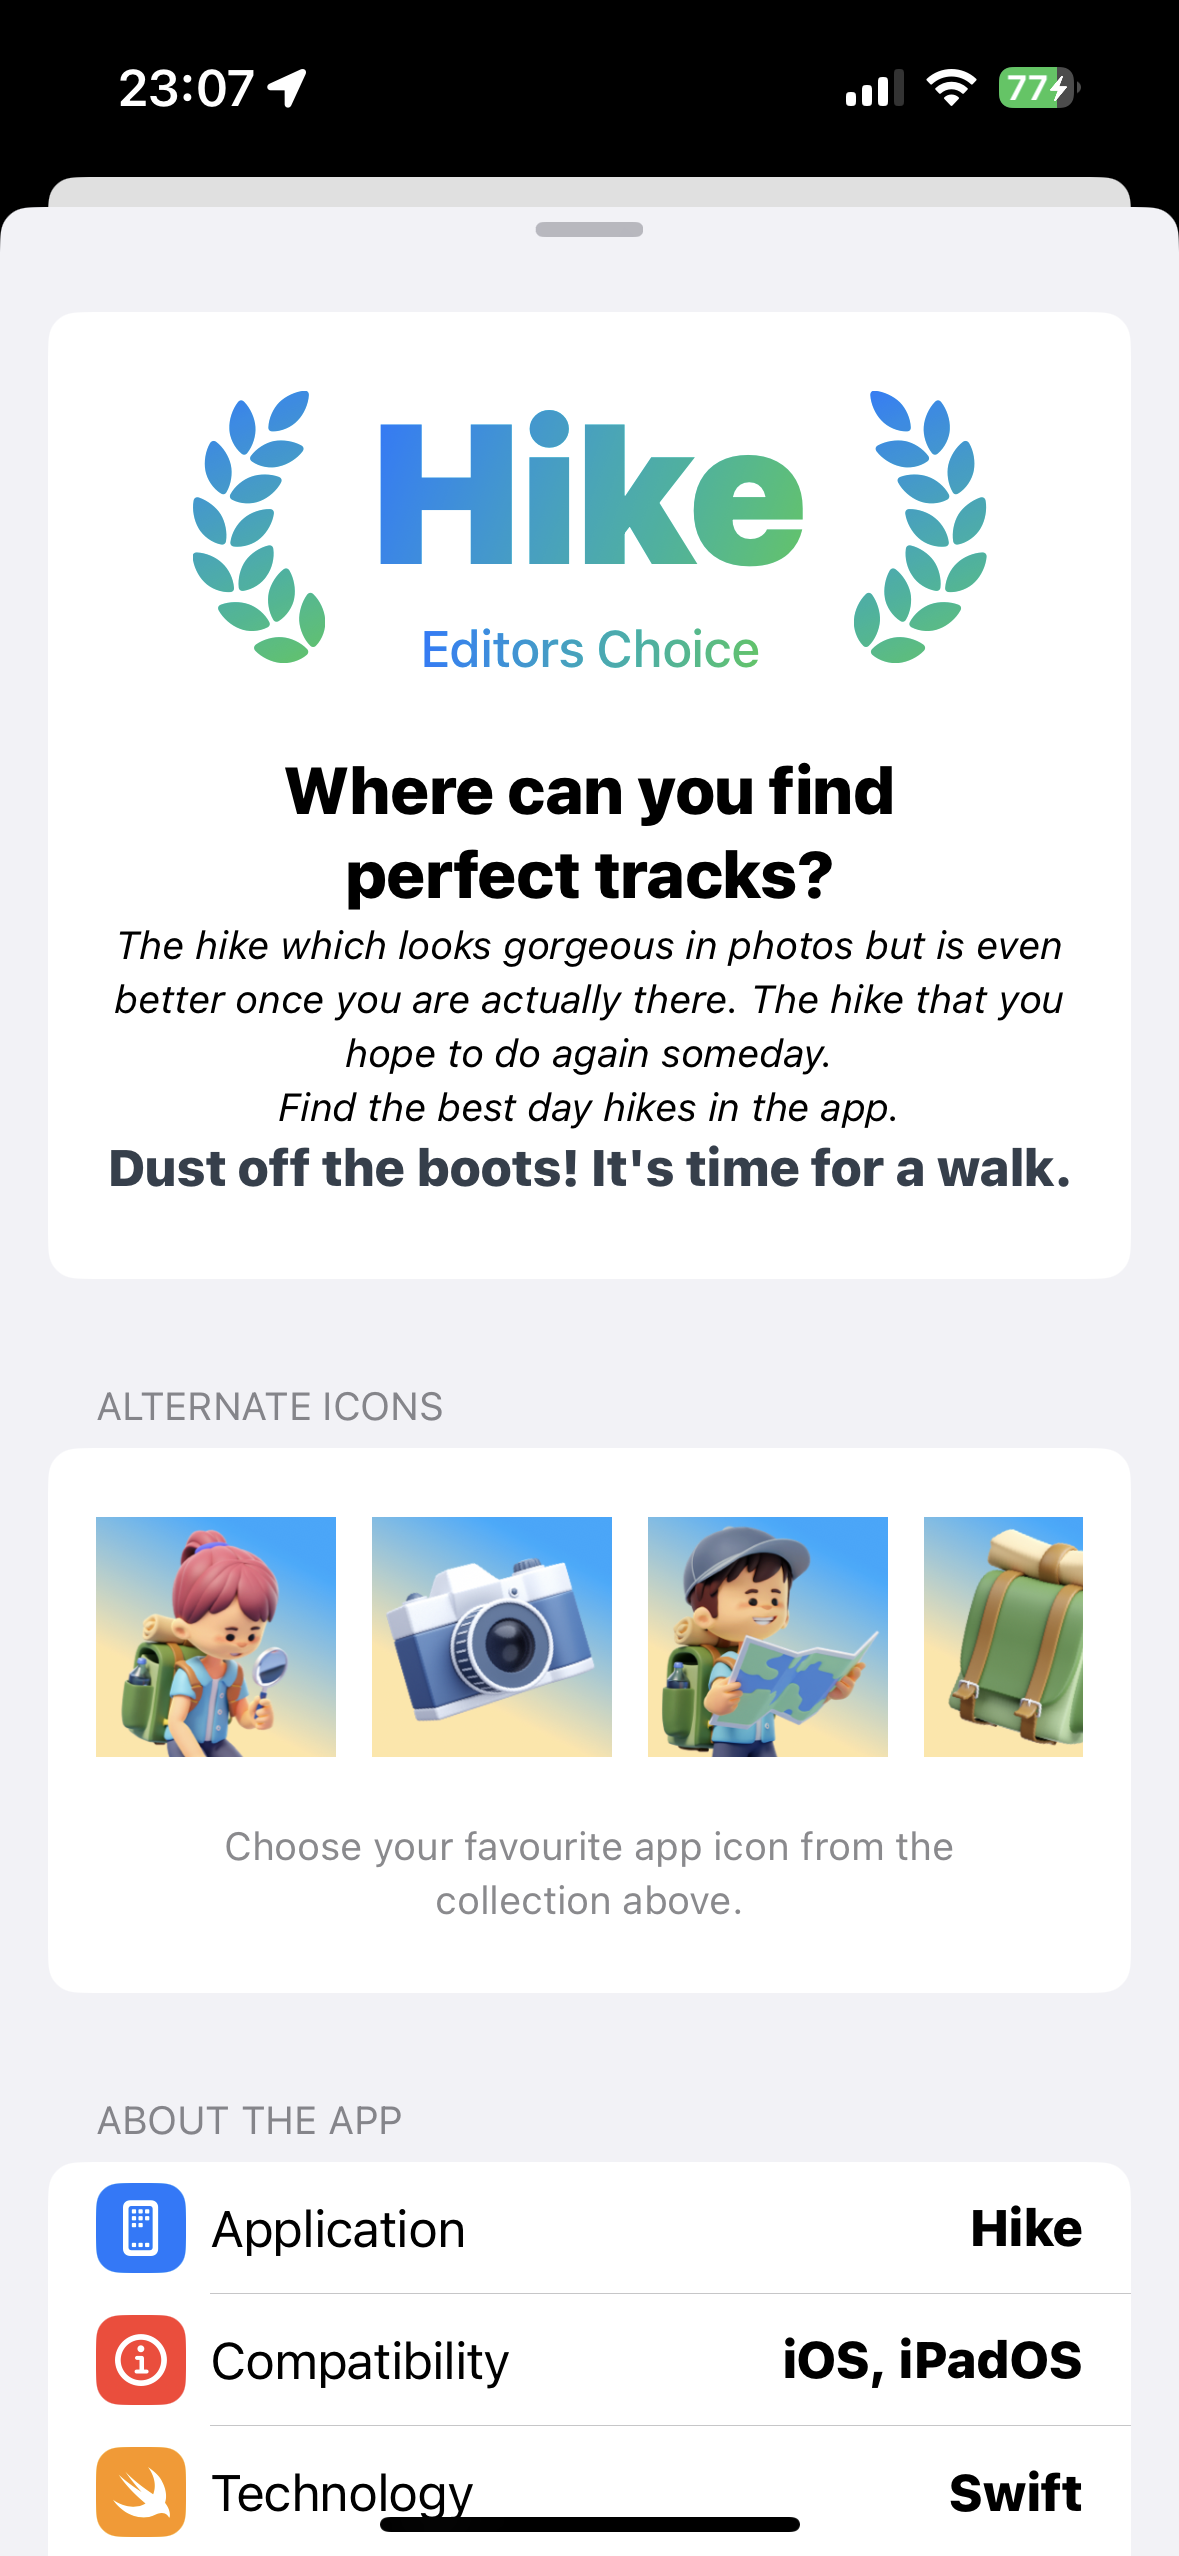 23:07
77
Hike
Editors Choice
Where can you find
perfect tracks?
The hike which looks gorgeous in photos but is even
better once you are actually there. The hike that you
hope to do again someday.
Find the best day hikes in the app.
Dust off the boots! It's time for a walk.
ALTERNATE ICONS
Choose your favourite app icon from the
collection above.
ABOUT THE APP
Application Hike
Compatibility iOS, iPadOS
Technology Swift